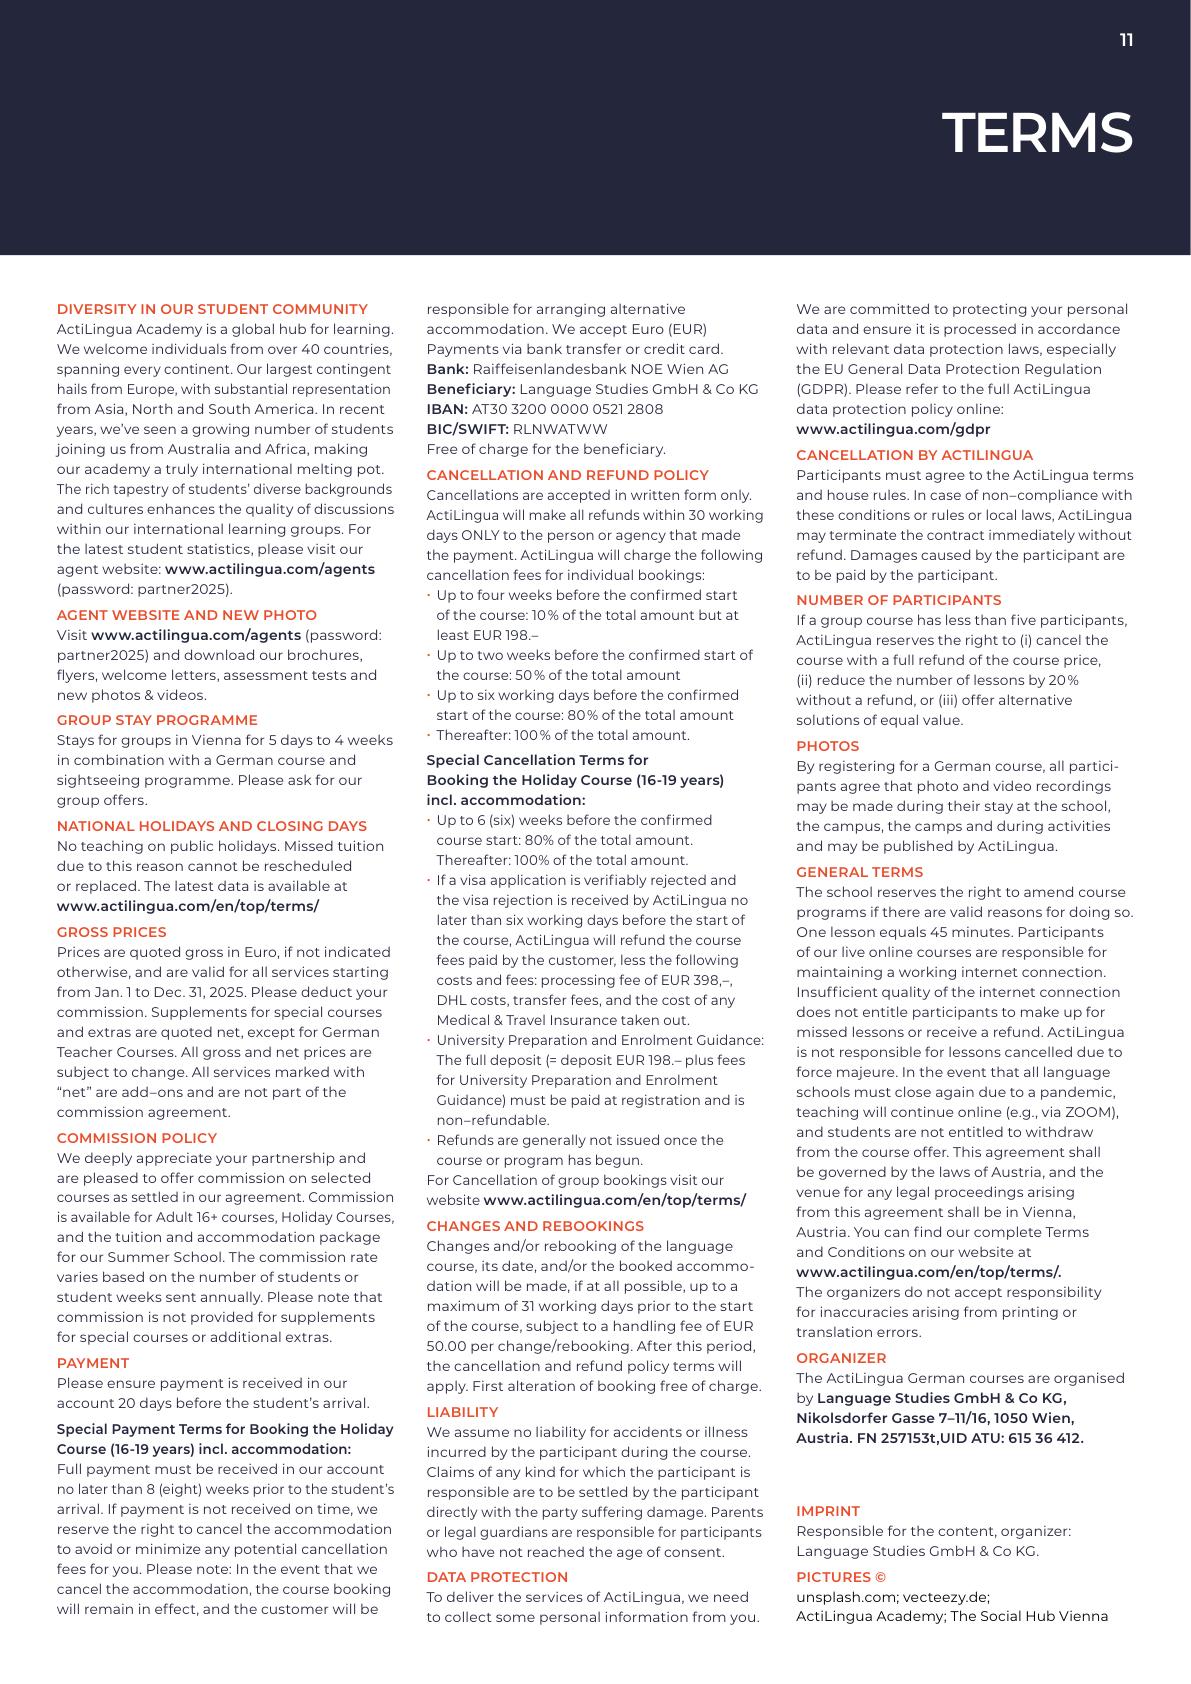 11
TERMS
DIVERSITY IN OUR STUDENT COMMUNITY
ActiLingua Academy is a global hub for learning.
We welcome individuals from over 40 countries,
spanning every continent. Our largest contingent
hails from Europe, with substantial representation
from Asia, North and South America. In recent
years, we’ve seen a growing number of students
joining us from Australia and Africa, making
our academy a truly international melting pot.
The rich tapestry of students’ diverse backgrounds
and cultures enhances the quality of discussions
within our international learning groups. For
the latest student statistics, please visit our
agent website: www.actilingua.com/agents
(password: partner2025).
AGENT WEBSITE AND NEW PHOTO
Visit www.actilingua.com/agents (password:
partner2025) and download our brochures,
flyers, welcome letters, assessment tests and
new photos & videos.
GROUP STAY PROGRAMME
Stays for groups in Vienna for 5 days to 4 weeks
in combination with a German course and
sightseeing programme. Please ask for our
group offers.
NATIONAL HOLIDAYS AND CLOSING DAYS
No teaching on public holidays. Missed tuition
due to this reason cannot be rescheduled
or replaced. The latest data is available at
www.actilingua.com/en/top/terms/
GROSS PRICES
Prices are quoted gross in Euro, if not indicated
otherwise, and are valid for all services starting
from Jan. 1 to Dec. 31, 2025. Please deduct your
commission. Supplements for special courses
and extras are quoted net, except for German
Teacher Courses. All gross and net prices are
subject to change. All services marked with
“net” are add–ons and are not part of the
commission agreement.
COMMISSION POLICY
We deeply appreciate your partnership and
are pleased to offer commission on selected
courses as settled in our agreement. Commission
is available for Adult 16+ courses, Holiday Courses,
and the tuition and accommodation package
for our Summer School. The commission rate
varies based on the number of students or
student weeks sent annually. Please note that
commission is not provided for supplements
for special courses or additional extras.
PAYMENT
Please ensure payment is received in our
account 20 days before the student’s arrival.
Special Payment Terms for Booking the Holiday
Course (16-19 years) incl. accommodation:
Full payment must be received in our account
no later than 8 (eight) weeks prior to the student’s
arrival. If payment is not received on time, we
reserve the right to cancel the accommodation
to avoid or minimize any potential cancellation
fees for you. Please note: In the event that we
cancel the accommodation, the course booking
will remain in effect, and the customer will be
responsible for arranging alternative
accommodation. We accept Euro (EUR)
Payments via bank transfer or credit card.
Bank: Raiffeisenlandesbank NOE Wien AG
Beneficiary: Language Studies GmbH & Co KG
IBAN: AT30 3200 0000 0521 2808
BIC/SWIFT: RLNWATWW
Free of charge for the beneficiary.
CANCELLATION AND REFUND POLICY
Cancellations are accepted in written form only.
ActiLingua will make all refunds within 30 working
days ONLY to the person or agency that made
the payment. ActiLingua will charge the following
cancellation fees for individual bookings:
· Up to four weeks before the confirmed start
of the course: 10 % of the total amount but at
least EUR 198.–
· Up to two weeks before the confirmed start of
the course: 50 % of the total amount
· Up to six working days before the confirmed
start of the course: 80 % of the total amount
· Thereafter: 100 % of the total amount.
Special Cancellation Terms for
Booking the Holiday Course (16-19 years)
incl. accommodation:
· Up to 6 (six) weeks before the confirmed
course start: 80% of the total amount.
Thereafter: 100% of the total amount.
· If a visa application is verifiably rejected and
the visa rejection is received by ActiLingua no
later than six working days before the start of
the course, ActiLingua will refund the course
fees paid by the customer, less the following
costs and fees: processing fee of EUR 398,–,
DHL costs, transfer fees, and the cost of any
Medical & Travel Insurance taken out.
· University Preparation and Enrolment Guidance:
The full deposit (= deposit EUR 198.– plus fees
for University Preparation and Enrolment
Guidance) must be paid at registration and is
non–refundable.
· Refunds are generally not issued once the
course or program has begun.
For Cancellation of group bookings visit our
website www.actilingua.com/en/top/terms/
CHANGES AND REBOOKINGS
Changes and/or rebooking of the language
course, its date, and/or the booked accommo-
dation will be made, if at all possible, up to a
maximum of 31 working days prior to the start
of the course, subject to a handling fee of EUR
50.00 per change/rebooking. After this period,
the cancellation and refund policy terms will
apply. First alteration of booking free of charge.
LIABILITY
We assume no liability for accidents or illness
incurred by the participant during the course.
Claims of any kind for which the participant is
responsible are to be settled by the participant
directly with the party suffering damage. Parents
or legal guardians are responsible for participants
who have not reached the age of consent.
DATA PROTECTION
To deliver the services of ActiLingua, we need
to collect some personal information from you.
We are committed to protecting your personal
data and ensure it is processed in accordance
with relevant data protection laws, especially
the EU General Data Protection Regulation
(GDPR). Please refer to the full ActiLingua
data protection policy online:
www.actilingua.com/gdpr
CANCELLATION BY ACTILINGUA
Participants must agree to the ActiLingua terms
and house rules. In case of non–compliance with
these conditions or rules or local laws, ActiLingua
may terminate the contract immediately without
refund. Damages caused by the participant are
to be paid by the participant.
NUMBER OF PARTICIPANTS
If a group course has less than five participants,
ActiLingua reserves the right to (i) cancel the
course with a full refund of the course price,
(ii) reduce the number of lessons by 20 %
without a refund, or (iii) offer alternative
solutions of equal value.
PHOTOS
By registering for a German course, all partici-
pants agree that photo and video recordings
may be made during their stay at the school,
the campus, the camps and during activities
and may be published by ActiLingua.
GENERAL TERMS
The school reserves the right to amend course
programs if there are valid reasons for doing so.
One lesson equals 45 minutes. Participants
of our live online courses are responsible for
maintaining a working internet connection.
Insufficient quality of the internet connection
does not entitle participants to make up for
missed lessons or receive a refund. ActiLingua
is not responsible for lessons cancelled due to
force majeure. In the event that all language
schools must close again due to a pandemic,
teaching will continue online (e.g., via ZOOM),
and students are not entitled to withdraw
from the course offer. This agreement shall
be governed by the laws of Austria, and the
venue for any legal proceedings arising
from this agreement shall be in Vienna,
Austria. You can find our complete Terms
and Conditions on our website at
www.actilingua.com/en/top/terms/.
The organizers do not accept responsibility
for inaccuracies arising from printing or
translation errors.
ORGANIZER
The ActiLingua German courses are organised
by Language Studies GmbH & Co KG,
Nikolsdorfer Gasse 7–11/16, 1050 Wien,
Austria. FN 257153t,UID ATU: 615 36 412.
IMPRINT
Responsible for the content, organizer:
Language Studies GmbH & Co KG.
PICTURES ©
unsplash.com; vecteezy.de;
ActiLingua Academy; The Social Hub Vienna